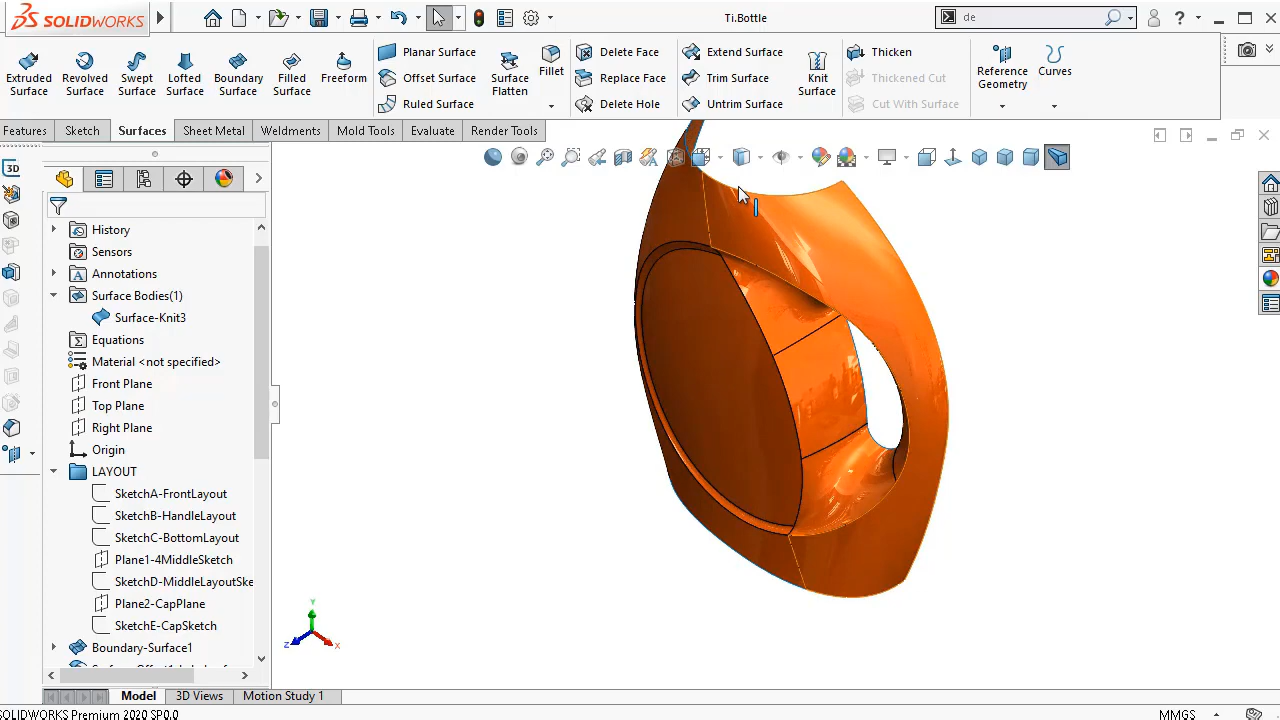 SOLIDWORKS
Ti.Bottle
de
Extruded Surface
Revolved Surface
Swept Surface
Lofted Surface
Boundary Surface
Filled Surface
Freeform
Planar Surface
Offset Surface
Ruled Surface
Surface Flatten
Fillet
Delete Face
Replace Face
Delete Hole
Extend Surface
Trim Surface
Untrim Surface
Knit Surface
Thicken
Thickened Cut
Cut With Surface
Reference Geometry
Curves
Features
Sketch
Surfaces
Sheet Metal
Weldments
Mold Tools
Evaluate
Render Tools
3D
History
Sensors
Annotations
Surface Bodies(1)
Surface-Knit3
Equations
Material <not specified>
Front Plane
Top Plane
Right Plane
Origin
LAYOUT
SketchA-FrontLayout
SketchB-HandleLayout
SketchC-BottomLayout
Plane1-4MiddleSketch
SketchD-MiddleLayoutSke
Plane2-CapPlane
SketchE-CapSketch
Boundary-Surface1
Y
Z
X
Model
3D Views
Motion Study 1
SOLIDWORKS Premium 2020 SP0.0
MMGS